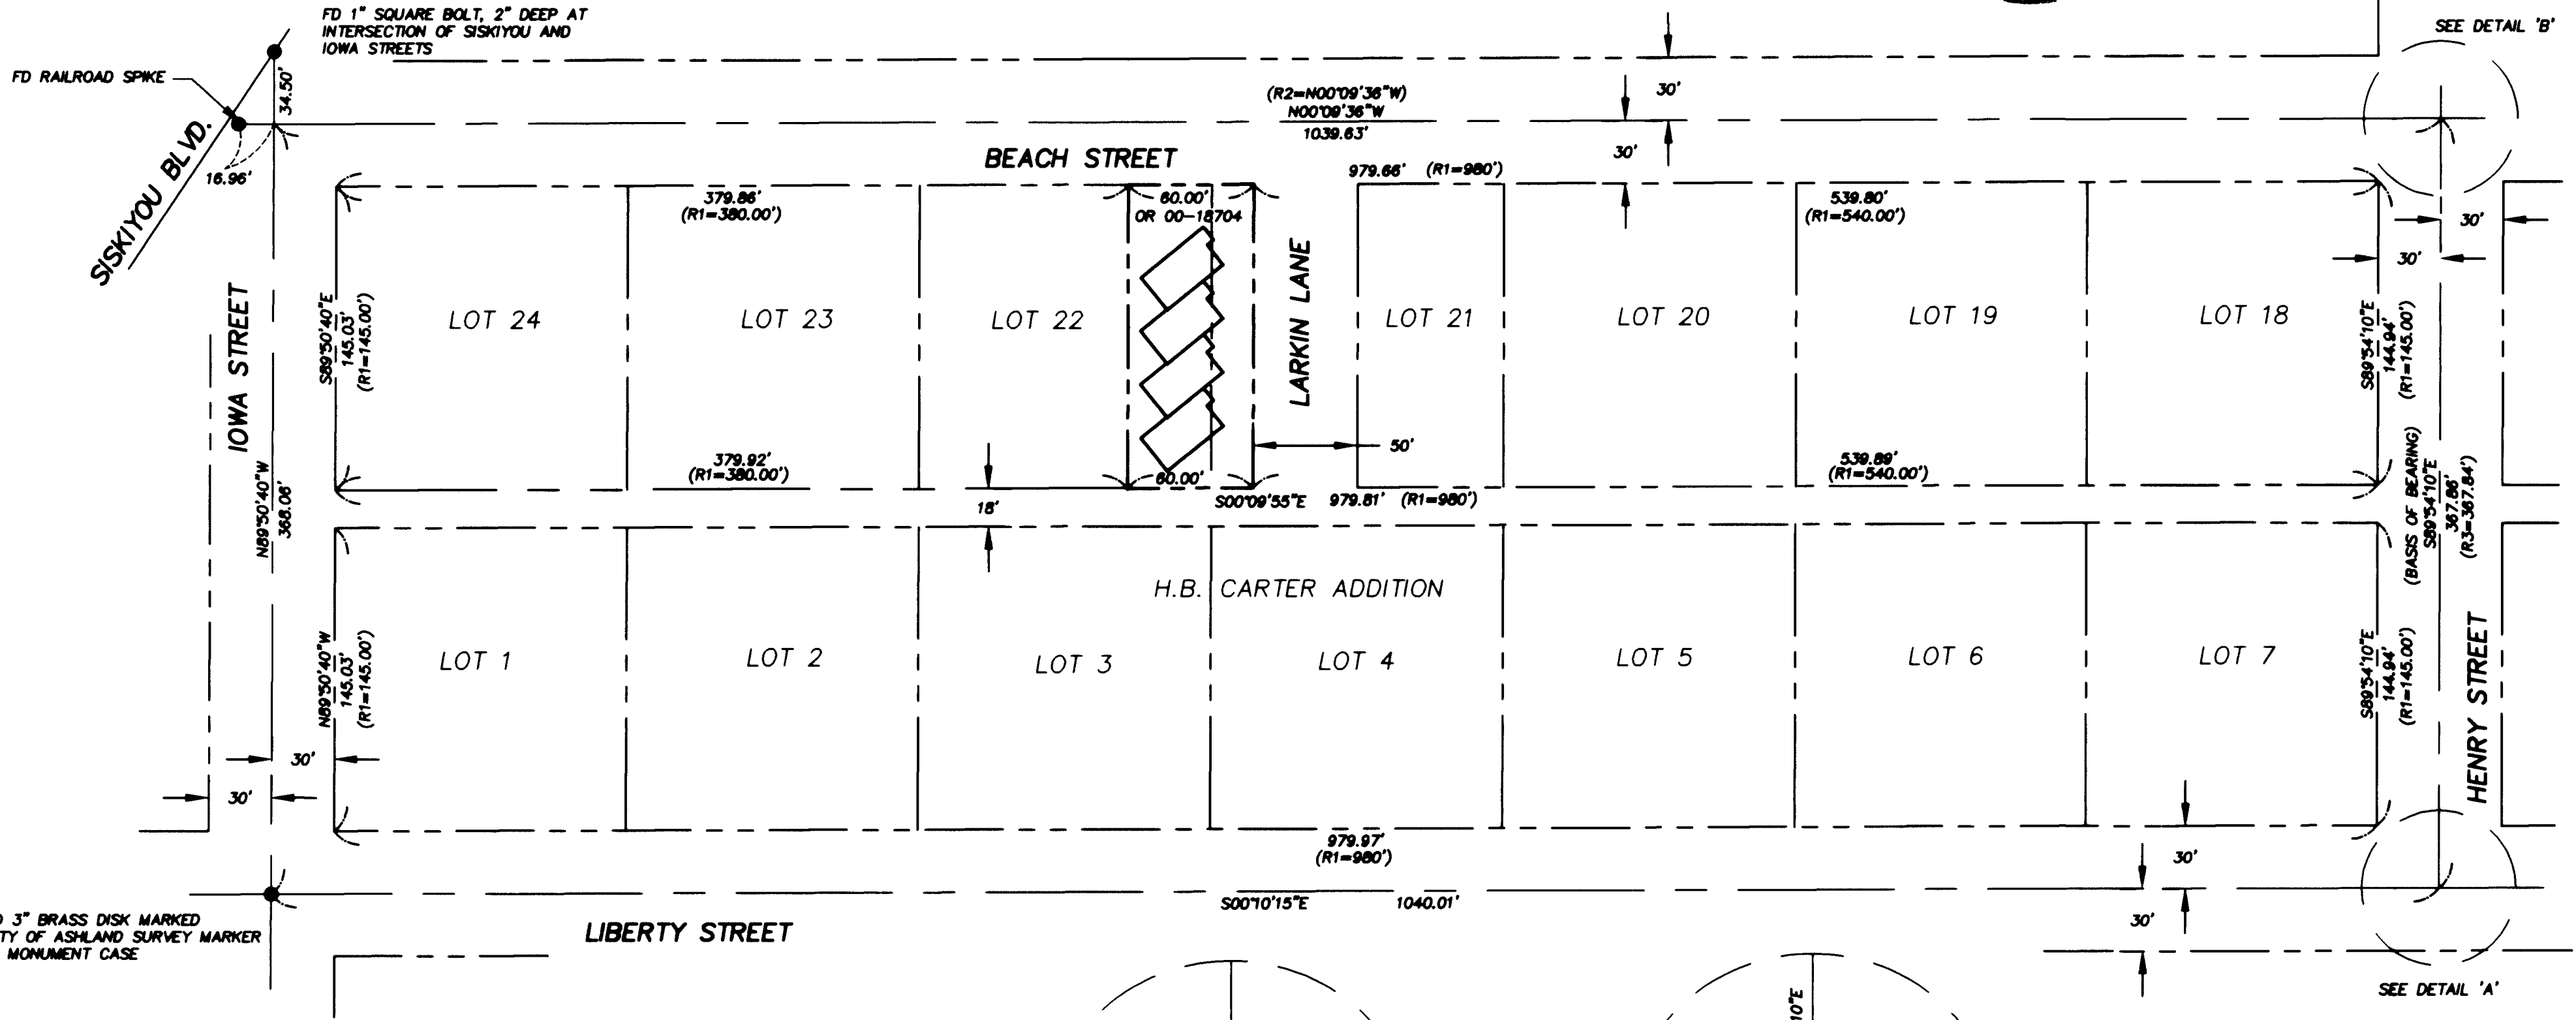 FD 1" SQUARE BOLT, 2" DEEP AT
INTERSECTION OF SISKIYOU AND
IOWA STREETS
SEE DETAIL 'B'
FD RAILROAD SPIKE
34.50'
16.96'
SISKIYOU BLVD.
(R2=N00°09'36"W)
N00°09'36"W
1039.63'
30'
30'
BEACH STREET
979.66' (R1=980')
379.86'
(R1=380.00')
60.00'
OR 00-18704
539.80'
(R1=540.00')
30'
30'
IOWA STREET
S89°50'40"E
145.03'
(R1=145.00')
LOT 24
LOT 23
LOT 22
LARKIN LANE
LOT 21
LOT 20
LOT 19
LOT 18
S89°54'10"E
144.94'
(R1=145.00')
50'
379.92'
(R1=380.00')
60.00'
539.89'
(R1=540.00')
18'
S00°09'55"E 979.81' (R1=980')
N89°50'40"W
368.06'
(BASIS OF BEARING)
S89°54'10"E
367.86'
(R3=367.84')
H.B. CARTER ADDITION
N89°50'40"W
145.03'
(R1=145.00')
LOT 1
LOT 2
LOT 3
LOT 4
LOT 5
LOT 6
LOT 7
S89°54'10"E
144.94'
(R1=145.00')
HENRY STREET
30'
30'
979.97'
(R1=980')
30'
S00°10'15"E 1040.01'
30'
3" BRASS DISK MARKED
TY OF ASHLAND SURVEY MARKER
MONUMENT CASE
LIBERTY STREET
SEE DETAIL 'A'
10"E